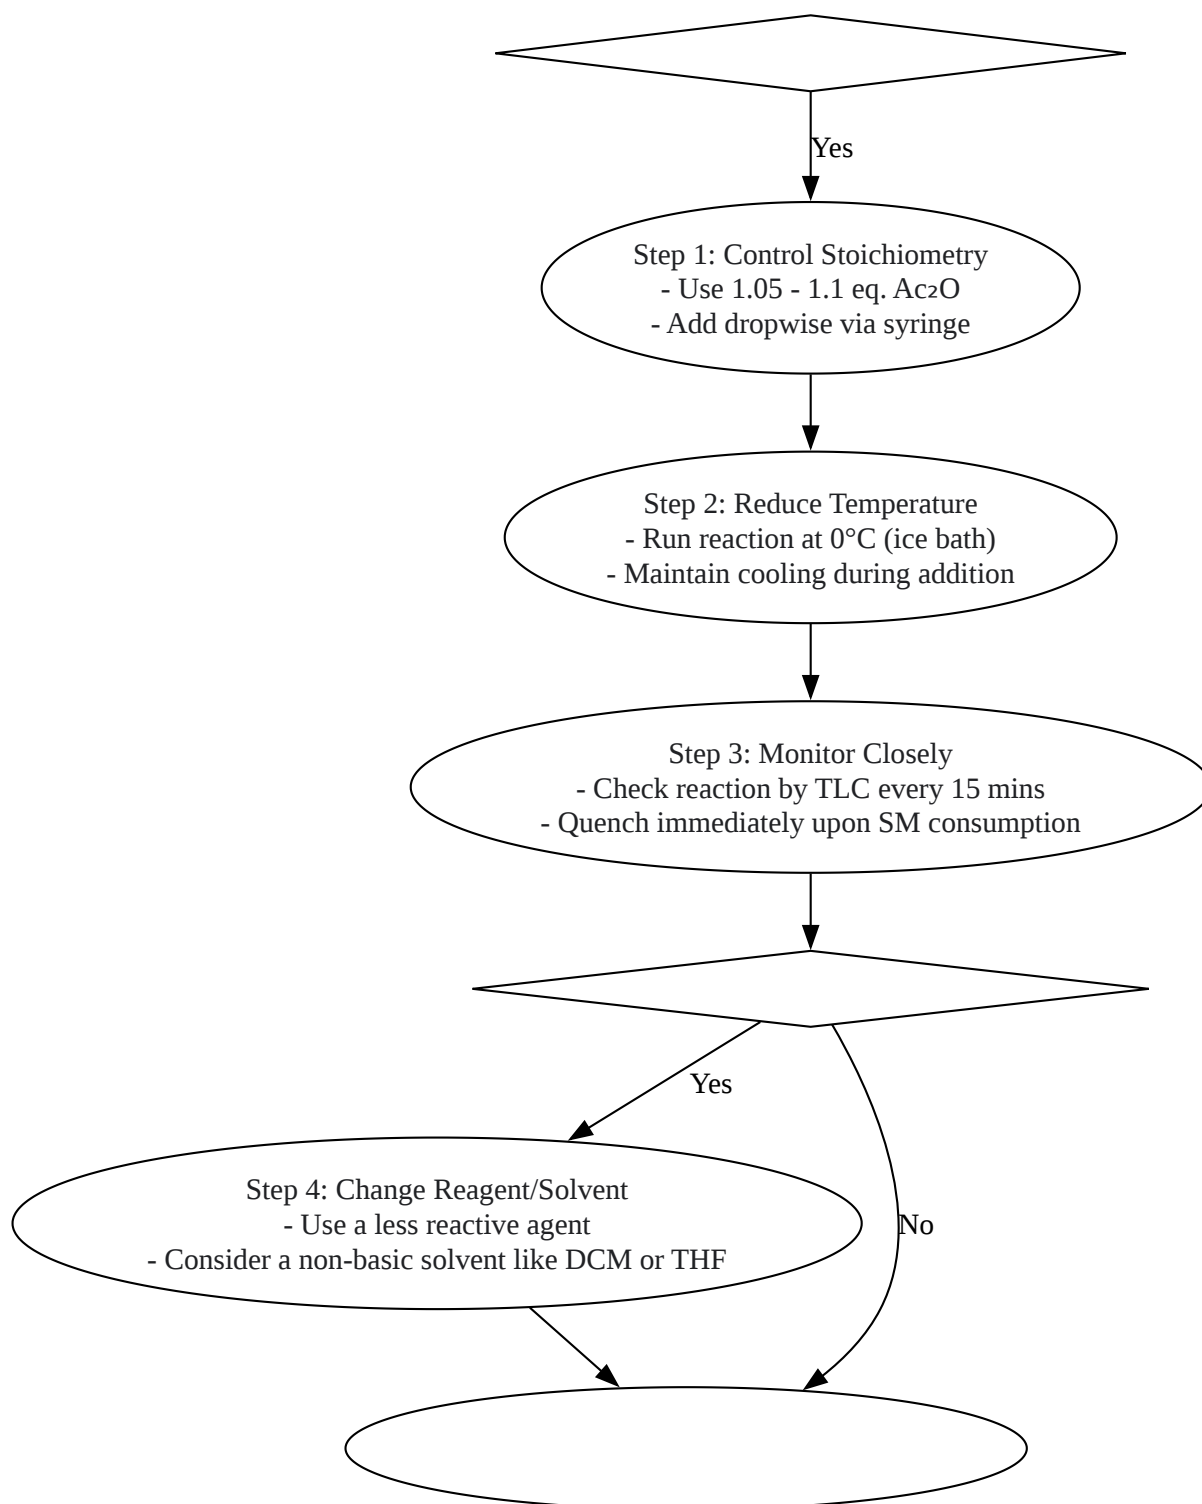 Yes
Step 1: Control Stoichiometry
- Use 1.05 - 1.1 eq. Ac₂O
- Add dropwise via syringe
Step 2: Reduce Temperature
- Run reaction at 0°C (ice bath)
- Maintain cooling during addition
Step 3: Monitor Closely
- Check reaction by TLC every 15 mins
- Quench immediately upon SM consumption
Yes
Step 4: Change Reagent/Solvent
- Use a less reactive agent
- Consider a non-basic solvent like DCM or THF
No